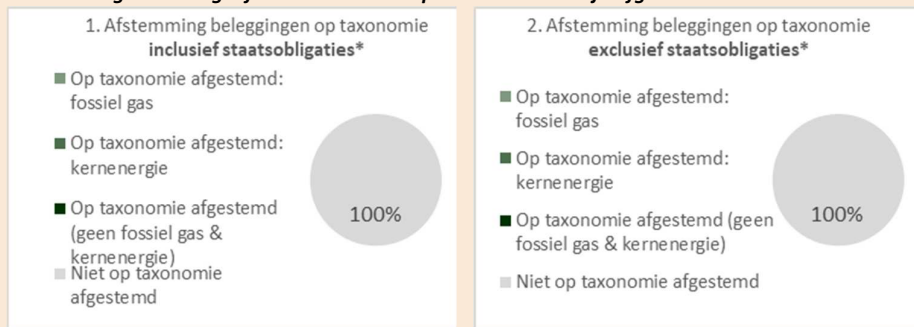 1. Afstemming beleggingen op taxonomie
inclusief staatsobligaties*
Op taxonomie afgestemd:
fossiel gas
Op taxonomie afgestemd:
kernenergie
Op taxonomie afgestemd
(geen fossiel gas &
kernenergie)
Niet op taxonomie
afgestemd
100%
2. Afstemming beleggingen op taxonomie
exclusief staatsobligaties*
Op taxonomie afgestemd:
fossiel gas
Op taxonomie afgestemd:
kernenergie
Op taxonomie afgestemd (geen
fossiel gas & kernenergie)
Niet op taxonomie afgestemd
100%